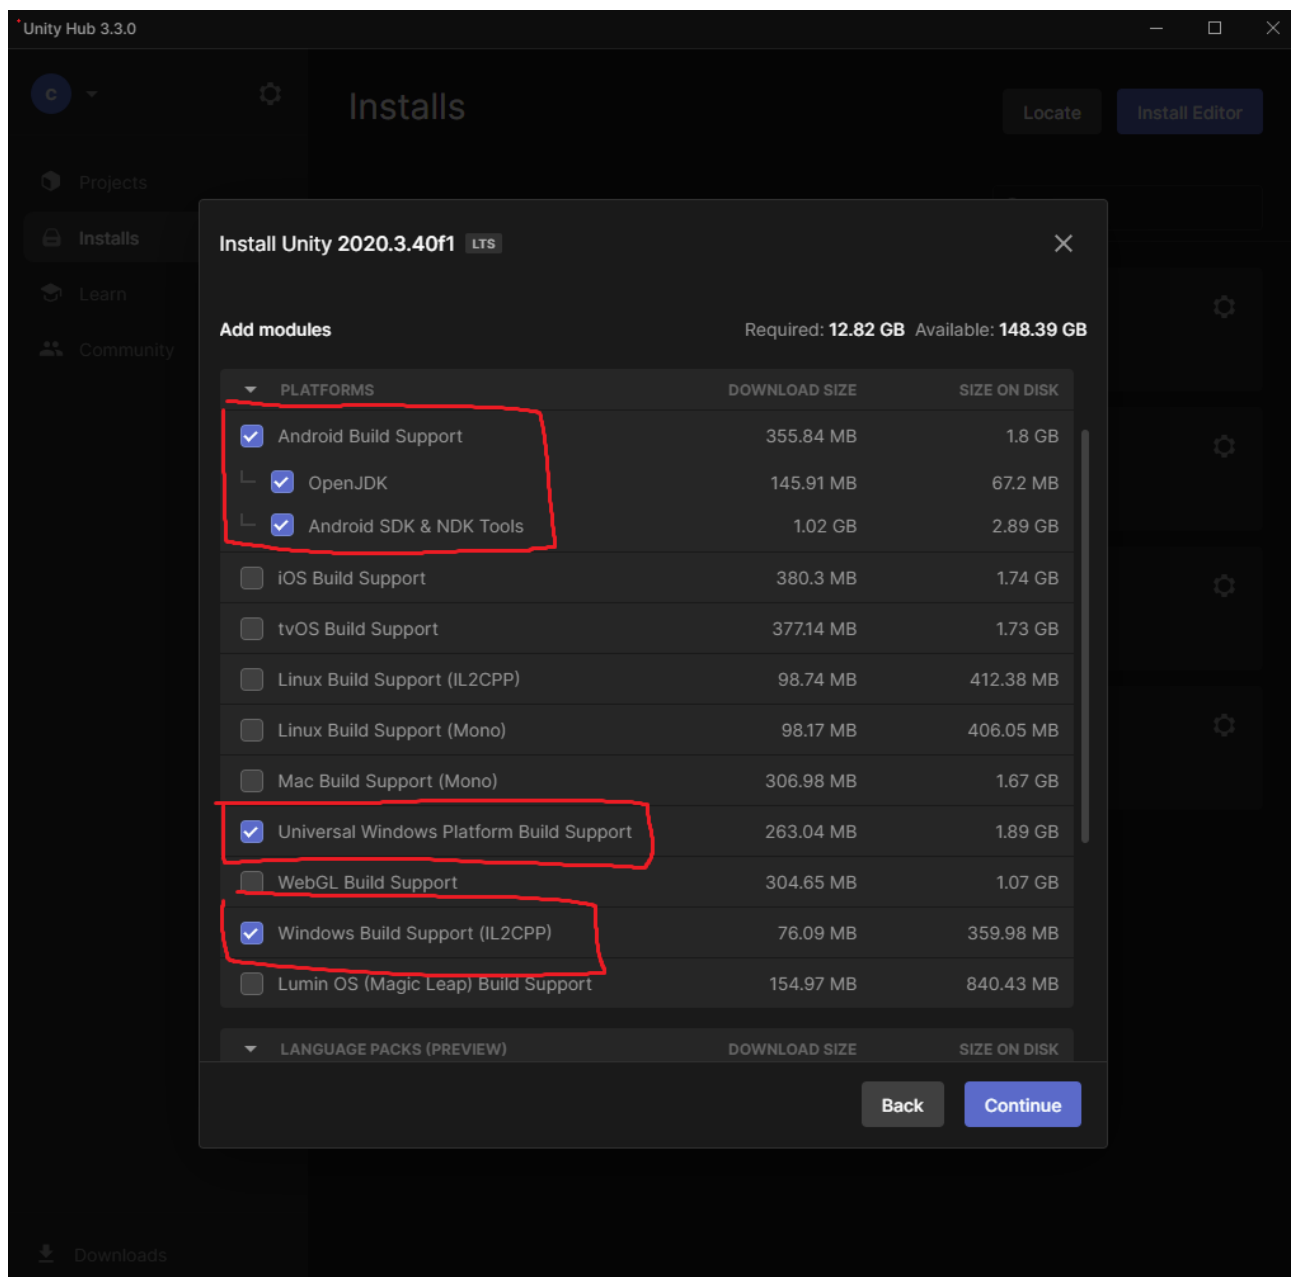 Unity Hub 3.3.0
C
Installs
Locate
Install Editor
Projects
Installs
Learn
Community
Install Unity 2020.3.40f1 LTS
Add modules
Required: 12.82 GB Available: 148.39 GB
PLATFORMS DOWNLOAD SIZE SIZE ON DISK
Android Build Support 355.84 MB 1.8 GB
OpenJDK 145.91 MB 67.2 MB
Android SDK & NDK Tools 1.02 GB 2.89 GB
iOS Build Support 380.3 MB 1.74 GB
tvOS Build Support 377.14 MB 1.73 GB
Linux Build Support (IL2CPP) 98.74 MB 412.38 MB
Linux Build Support (Mono) 98.17 MB 406.05 MB
Mac Build Support (Mono) 306.98 MB 1.67 GB
Universal Windows Platform Build Support 263.04 MB 1.89 GB
WebGL Build Support 304.65 MB 1.07 GB
Windows Build Support (IL2CPP) 76.09 MB 359.98 MB
Lumin OS (Magic Leap) Build Support 154.97 MB 840.43 MB
LANGUAGE PACKS (PREVIEW) DOWNLOAD SIZE SIZE ON DISK
Back
Continue
Downloads